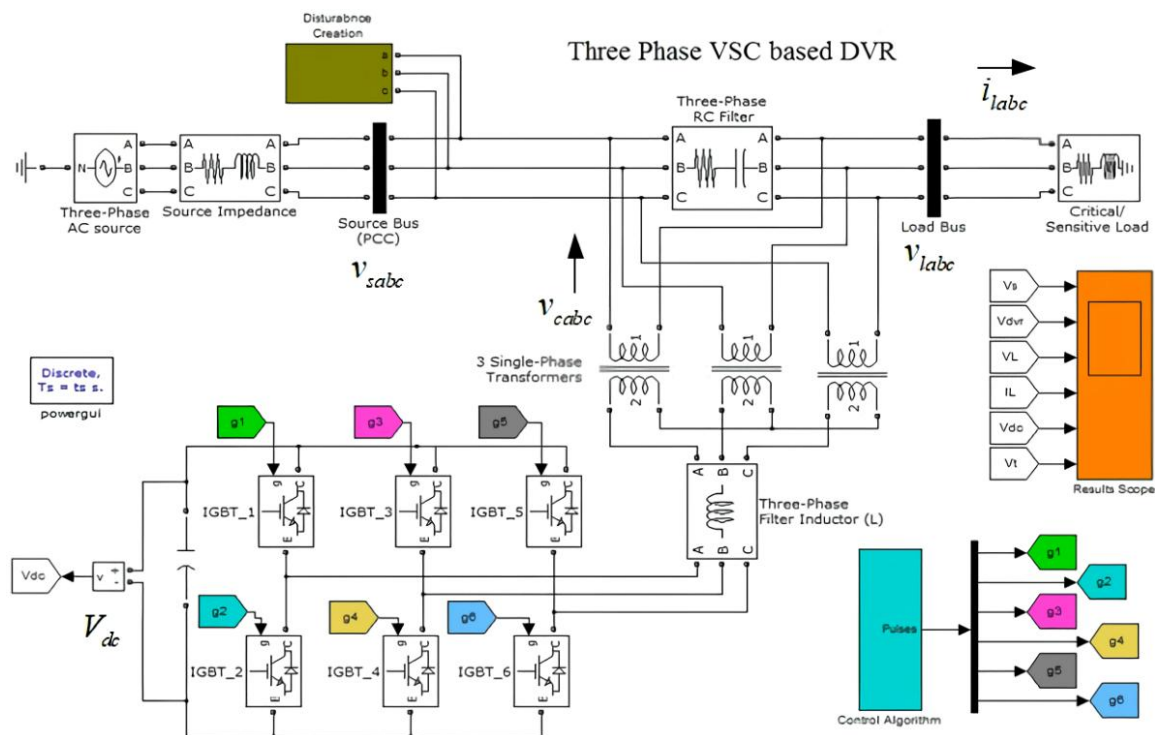 Disturabnce
Creation
a
b
c
Three Phase VSC based DVR
i_labc
Three-Phase
RC Filter
N
A
B
C
A
B
C
A
B
C
A
B
C
A
B
C
A
B
C
Three-Phase
AC source
Source Impedance
Source Bus
(PCC)
Load Bus
Critical/
Sensitive Load
v_sabc
v_cabc
v_labc
Vs
Vdvr
VL
IL
Vdc
Vt
Results Scope
1
1
1
3 Single-Phase
Transformers
2
2
2
Discrete,
Ts = ts s.
powergui
g1
g3
g5
g
C
g
C
g
C
IGBT_1
IGBT_3
IGBT_5
E
E
E
A
B
C
Three-Phase
Filter Inductor (L)
A
B
C
Vdc
v
+
-
V_dc
g2
g4
g6
g
C
g
C
g
C
IGBT_2
IGBT_4
IGBT_6
E
E
E
Pulses
Control Algorithm
g1
g2
g3
g4
g5
g6